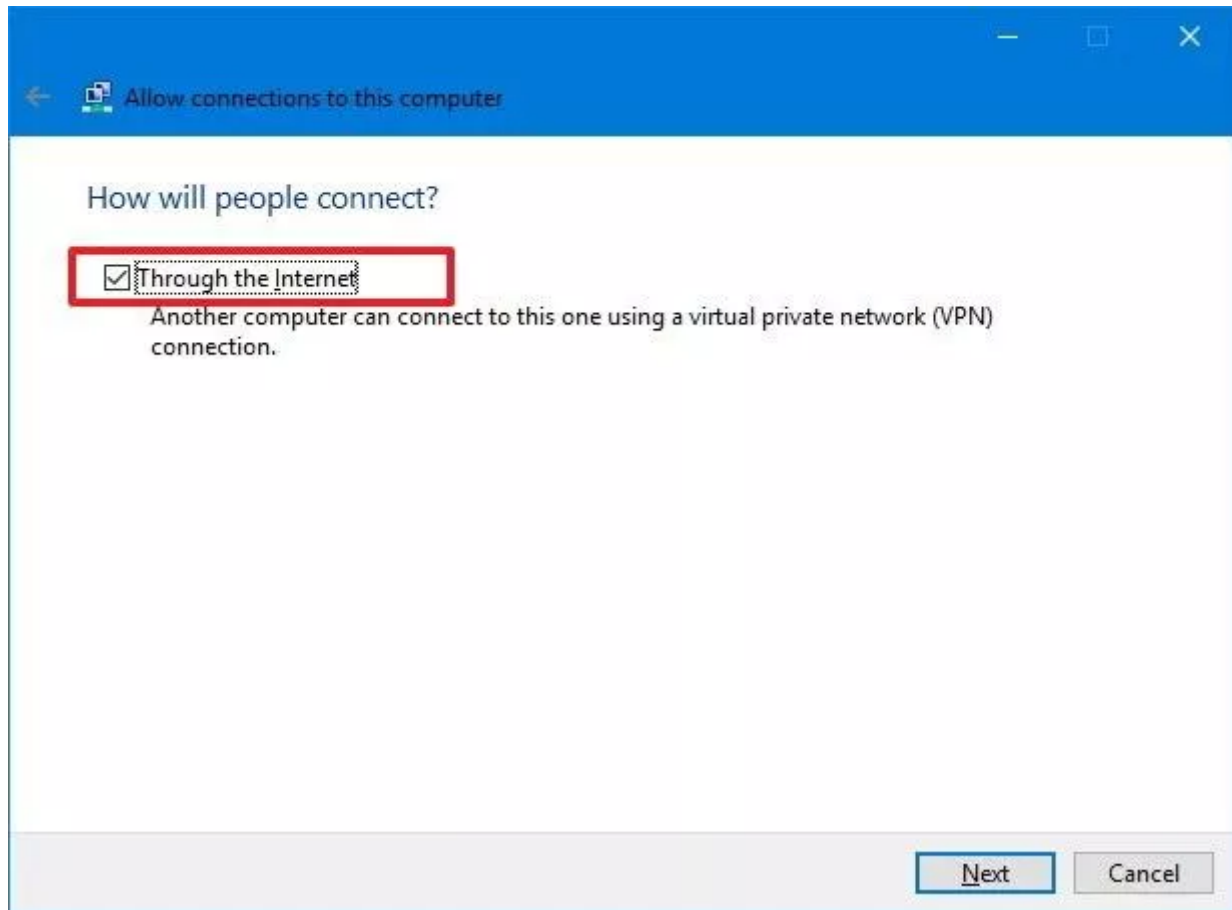 Allow connections to this computer
How will people connect?
Through the Internet
Another computer can connect to this one using a virtual private network (VPN)
connection.
Next
Cancel